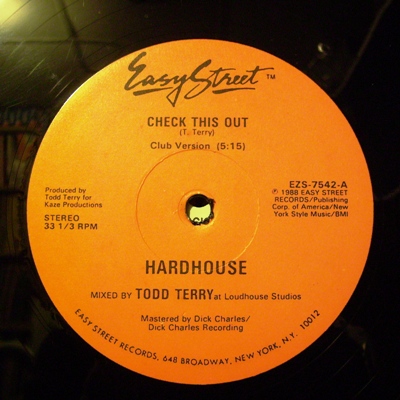 Easy Street ™
CHECK THIS OUT
(T. Terry)
Club Version (5:15)
Produced by
Todd Terry for
Kaze Productions
STEREO
33 1/3 RPM
EZS-7542-A
℗ 1988 EASY STREET
RECORDS/Publishing
Corp. of America/New
York Style Music/BMI
HARDHOUSE
MIXED BY TODD TERRY at Loudhouse Studios
Mastered by Dick Charles/
Dick Charles Recording
EASY STREET RECORDS, 648 BROADWAY, NEW YORK, N.Y. 10012